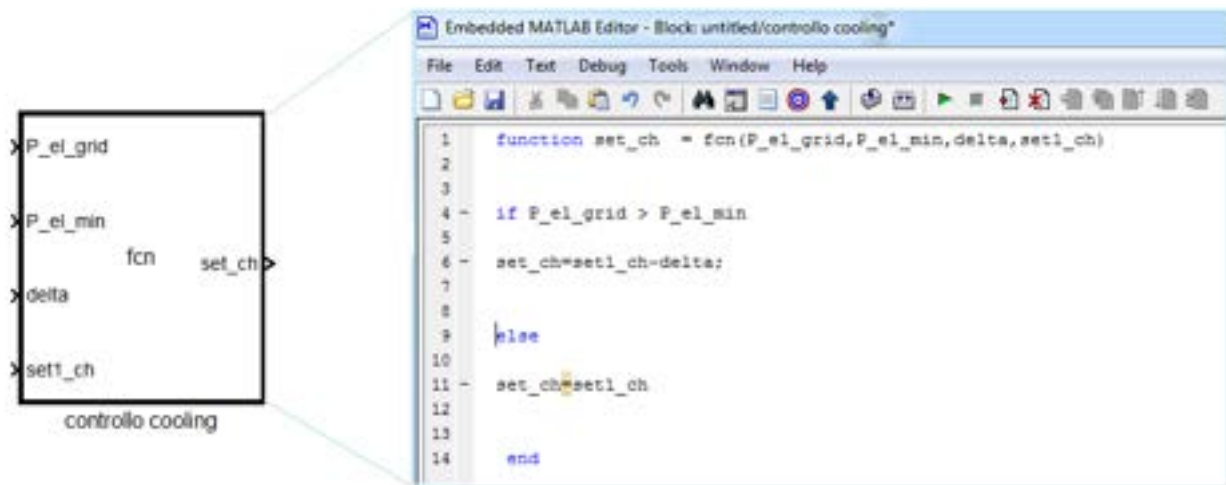 P_el_grid
P_el_min
fcn
set_ch
delta
set1_ch
controllo cooling
Embedded MATLAB Editor - Block: untitled/controllo cooling*
File Edit Text Debug Tools Window Help
1 function set_ch = fcn(P_el_grid,P_el_min,delta,set1_ch)
2
3
4 - if P_el_grid > P_el_min
5
6 - set_ch=set1_ch-delta;
7
8
9 else
10
11 - set_ch=set1_ch
12
13
14 end